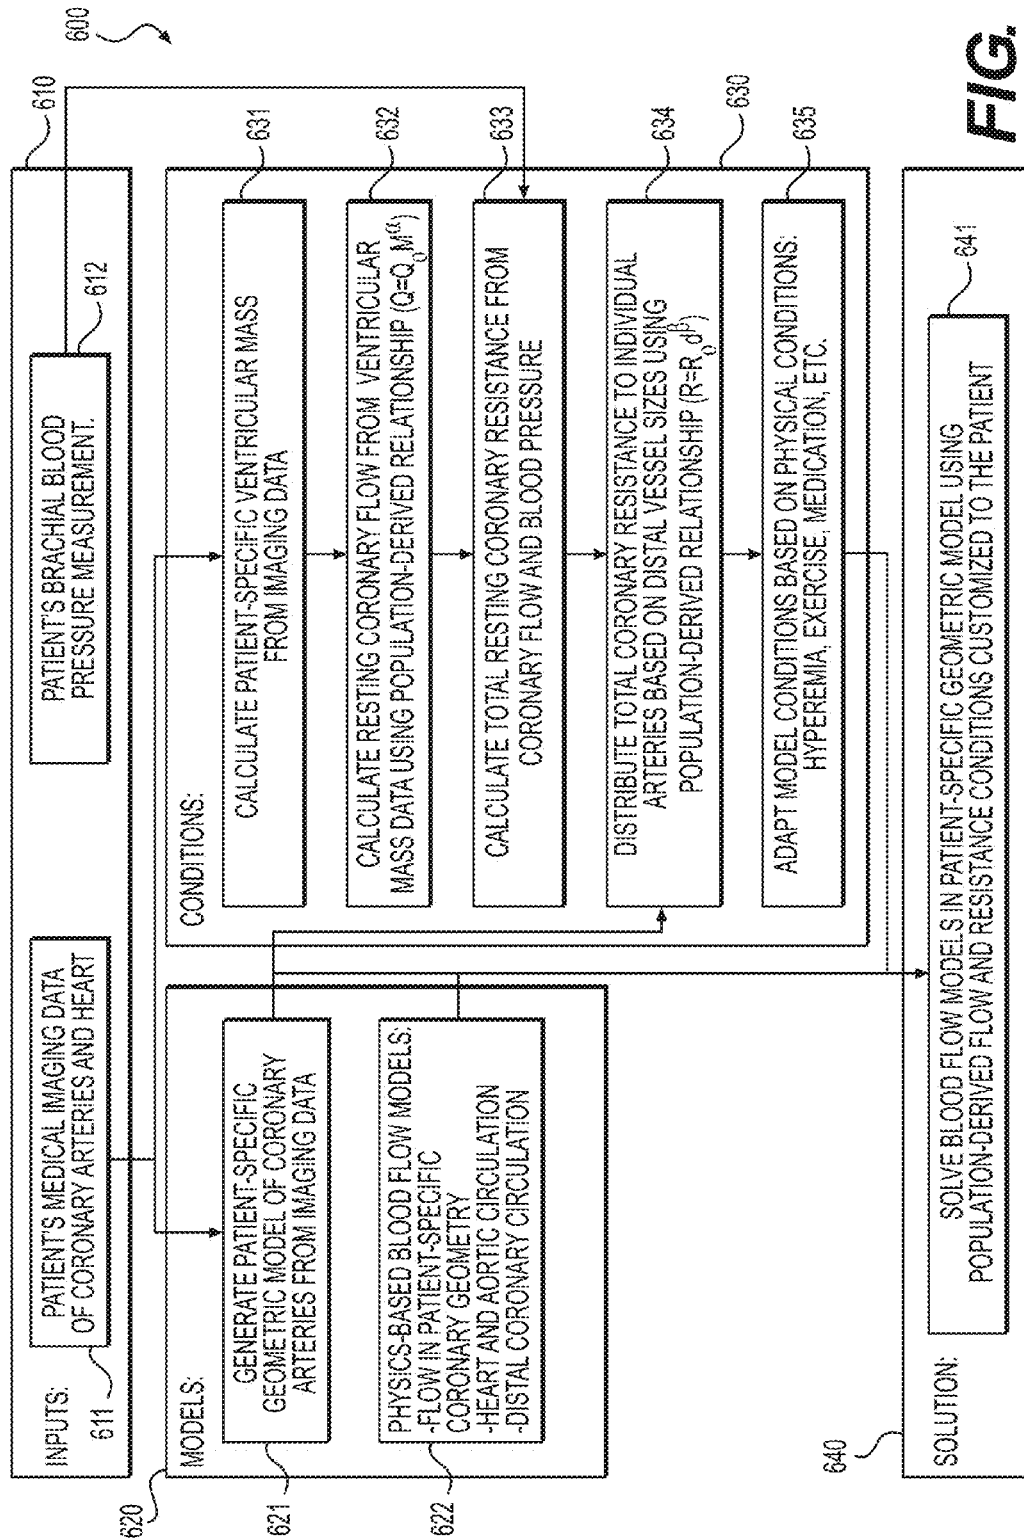 600
610
INPUTS:
PATIENT'S MEDICAL IMAGING DATA
OF CORONARY ARTERIES AND HEART
611
PATIENT'S BRACHIAL BLOOD
PRESSURE MEASUREMENT.
612
620
MODELS:
GENERATE PATIENT-SPECIFIC
GEOMETRIC MODEL OF CORONARY
ARTERIES FROM IMAGING DATA
621
PHYSICS-BASED BLOOD FLOW MODELS:
-FLOW IN PATIENT-SPECIFIC
CORONARY GEOMETRY
-HEART AND AORTIC CIRCULATION
-DISTAL CORONARY CIRCULATION
622
CONDITIONS:
CALCULATE PATIENT-SPECIFIC VENTRICULAR MASS
FROM IMAGING DATA
631
CALCULATE RESTING CORONARY FLOW FROM VENTRICULAR
MASS DATA USING POPULATION-DERIVED RELATIONSHIP (Q=Q₀Mᵅ)
632
CALCULATE TOTAL RESTING CORONARY RESISTANCE FROM
CORONARY FLOW AND BLOOD PRESSURE
633
DISTRIBUTE TOTAL CORONARY RESISTANCE TO INDIVIDUAL
ARTERIES BASED ON DISTAL VESSEL SIZES USING
POPULATION-DERIVED RELATIONSHIP (R=R₀dᵝ)
634
ADAPT MODEL CONDITIONS BASED ON PHYSICAL CONDITIONS:
HYPEREMIA, EXERCISE, MEDICATION, ETC.
635
630
640
SOLUTION:
SOLVE BLOOD FLOW MODELS IN PATIENT-SPECIFIC GEOMETRIC MODEL USING
POPULATION-DERIVED FLOW AND RESISTANCE CONDITIONS CUSTOMIZED TO THE PATIENT
641
FIG.